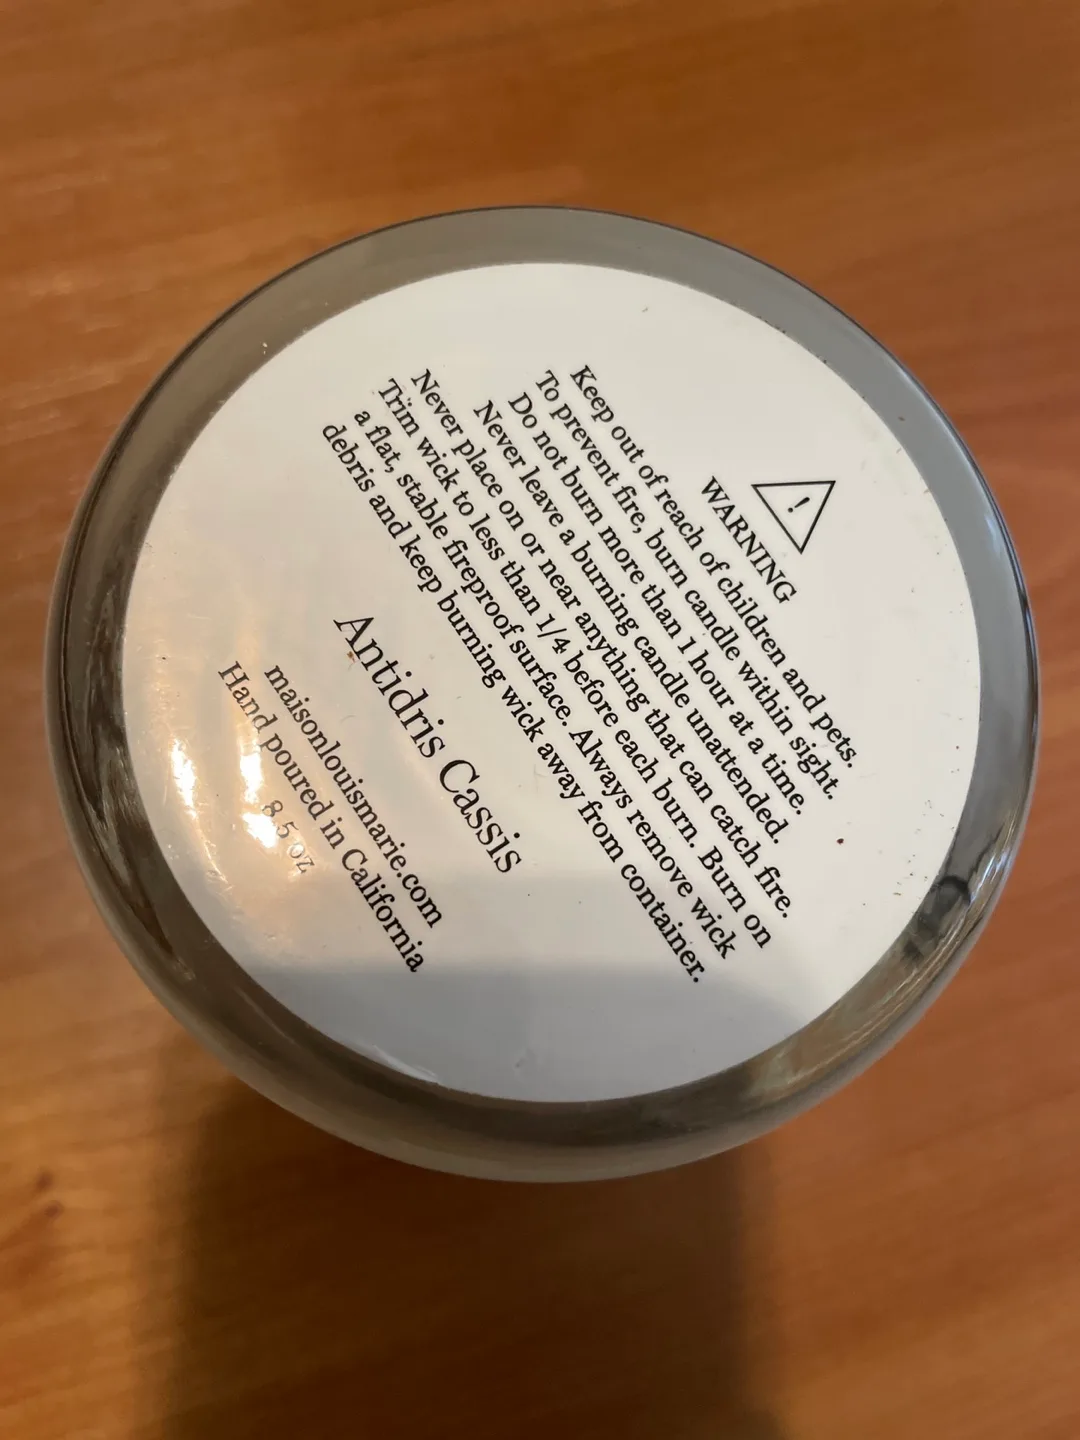 !
WARNING
Keep out of reach of children and pets.
To prevent fire, burn candle within sight.
Do not burn more than 1 hour at a time.
Never leave a burning candle unattended.
Never place on or near anything that can catch fire.
Trim wick to less than 1/4 before each burn. Burn on
a flat, stable fireproof surface. Always remove wick
debris and keep burning wick away from container.
Antidris Cassis
maisonlouismarie.com
Hand poured in California
8.5 oz